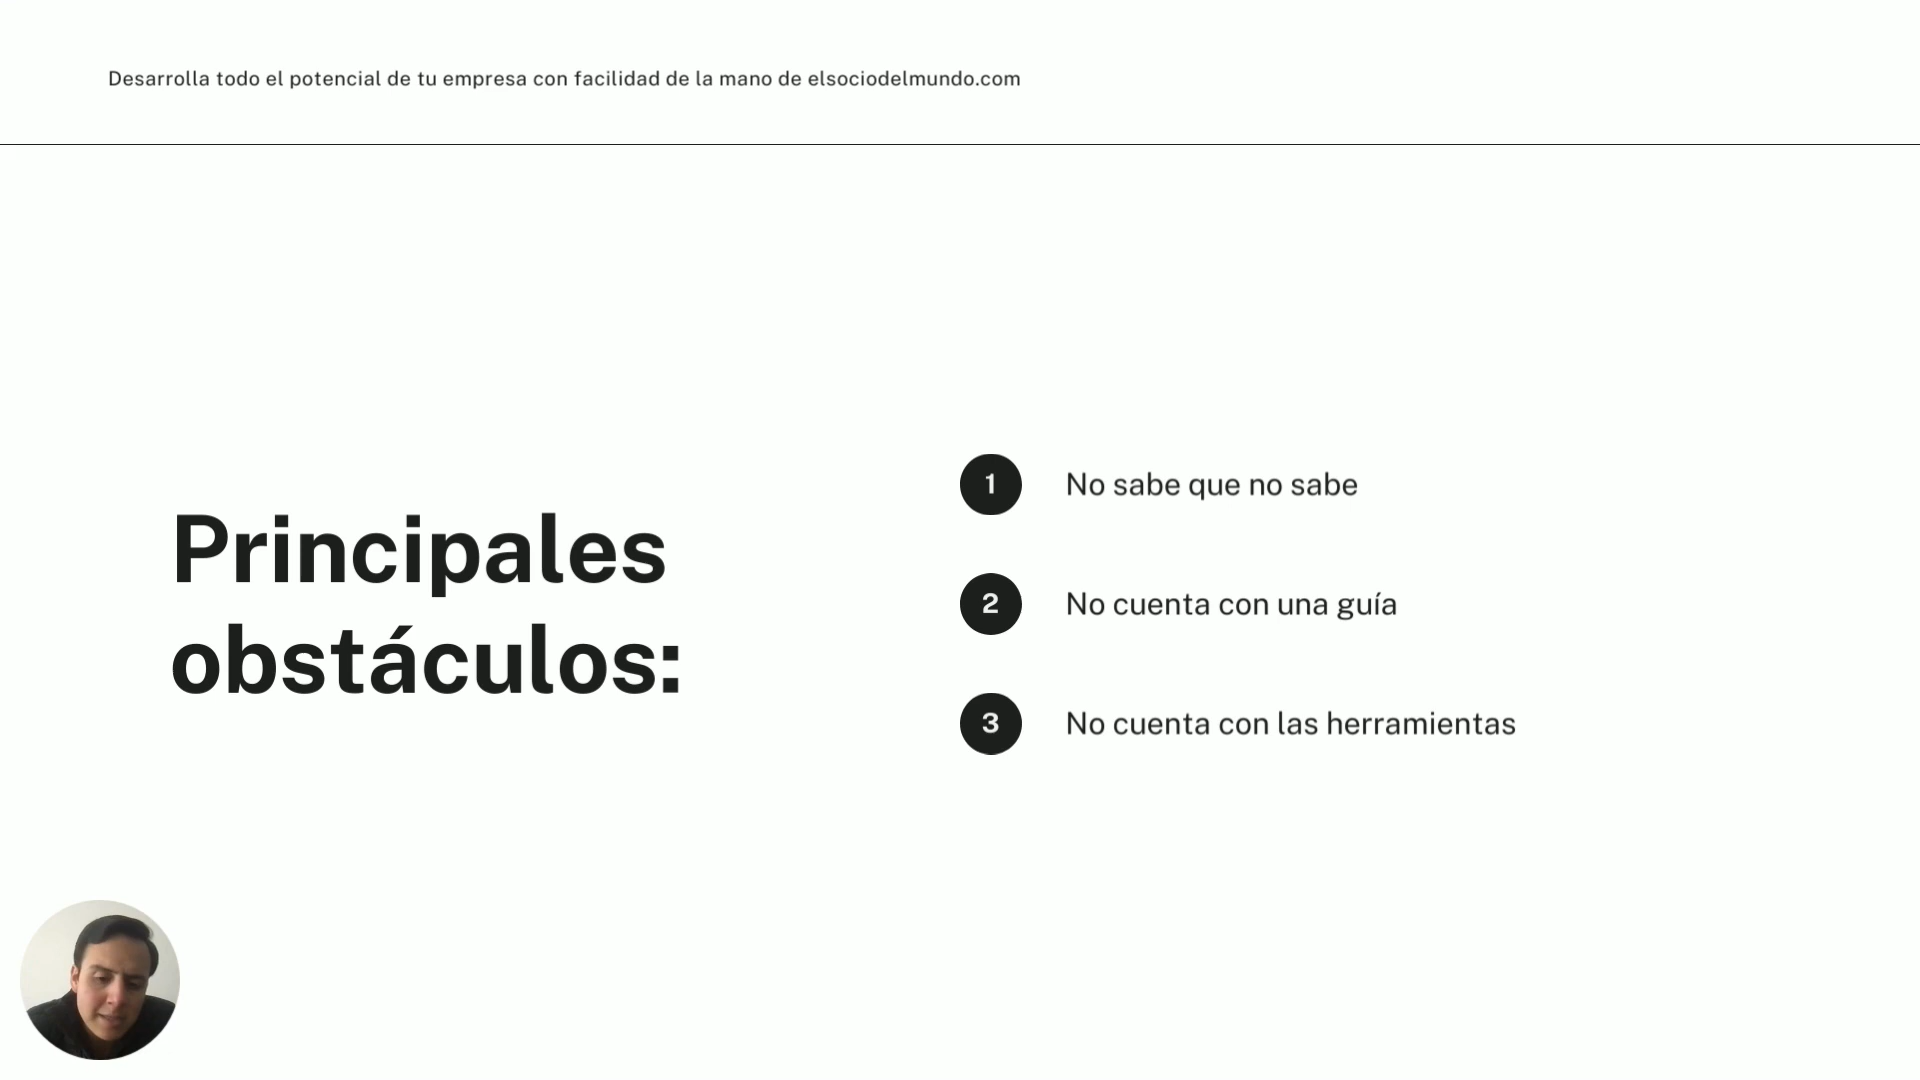 Desarrolla todo el potencial de tu empresa con facilidad de la mano de elsociodelmundo.com
Principales
obstáculos:
1 No sabe que no sabe
2 No cuenta con una guía
3 No cuenta con las herramientas